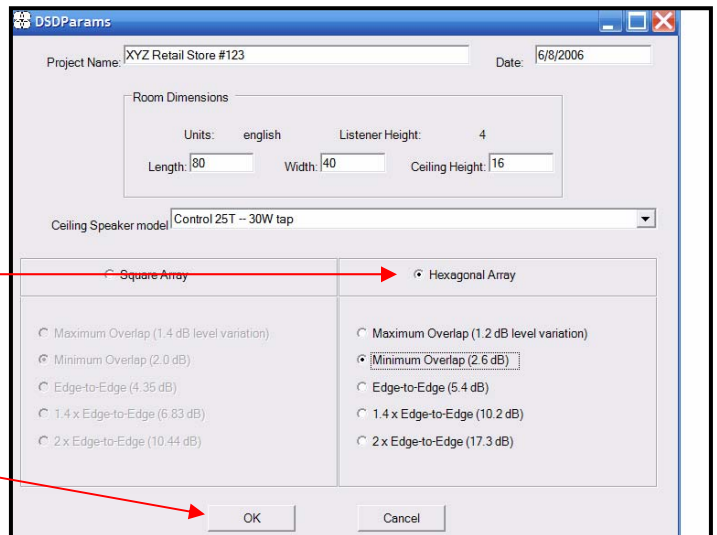 DSDParams
Project Name: XYZ Retail Store #123 Date: 6/8/2006
Room Dimensions
Units: english Listener Height: 4
Length: 80 Width: 40 Ceiling Height: 16
Ceiling Speaker model Control 25T -- 30W tap
Square Array Hexagonal Array
Maximum Overlap (1.4 dB level variation) Maximum Overlap (1.2 dB level variation)
Minimum Overlap (2.0 dB) Minimum Overlap (2.6 dB)
Edge-to-Edge (4.35 dB) Edge-to-Edge (5.4 dB)
1.4 x Edge-to-Edge (6.83 dB) 1.4 x Edge-to-Edge (10.2 dB)
2 x Edge-to-Edge (10.44 dB) 2 x Edge-to-Edge (17.3 dB)
OK Cancel